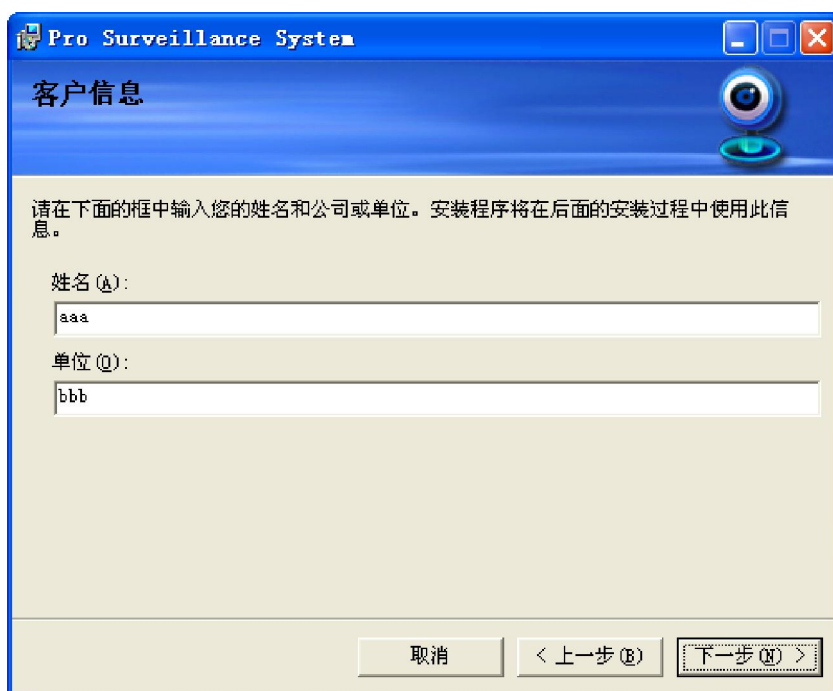 Pro Surveillance System
客户信息
请在下面的框中输入您的姓名和公司或单位。安装程序将在后面的安装过程中使用此信
息。
姓名(A):
aaa
单位(O):
bbb
取消 < 上一步(B) 下一步(N) >